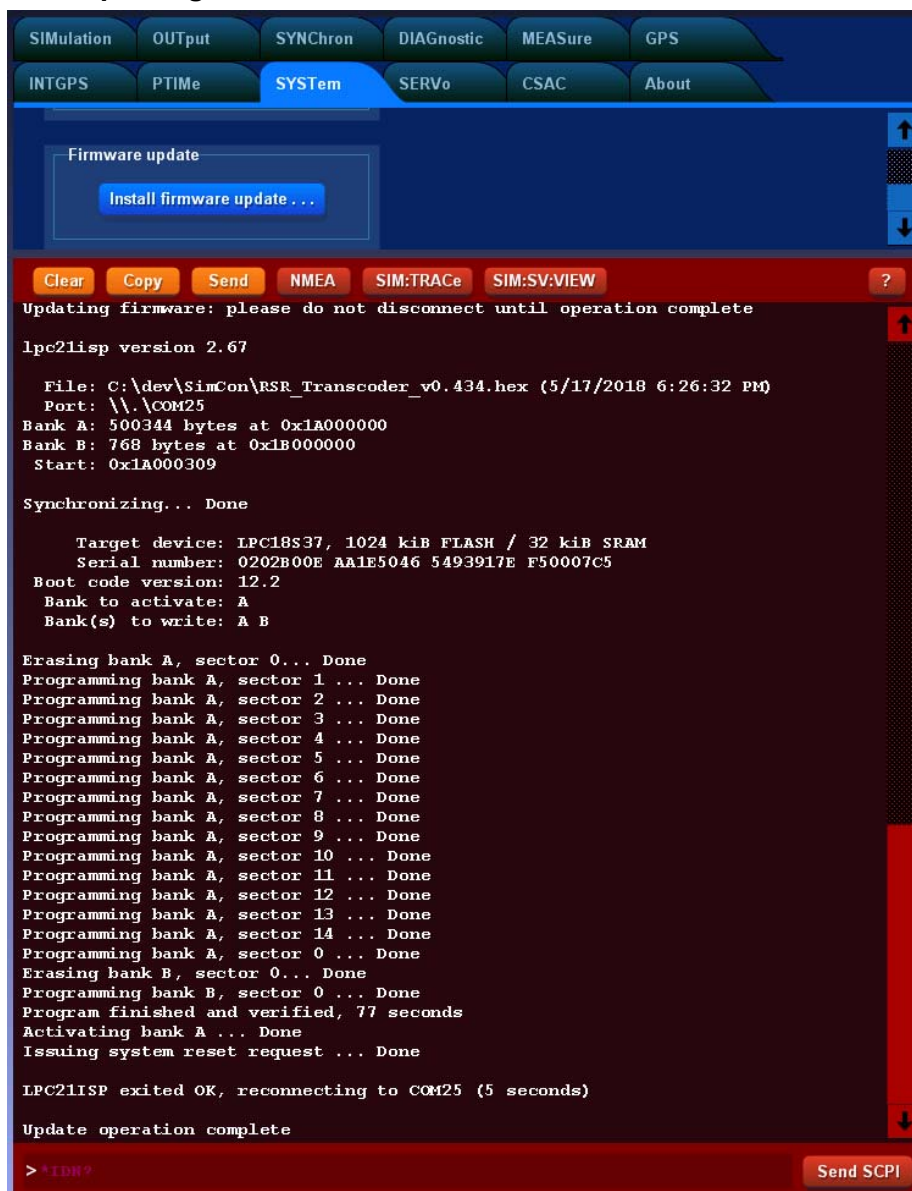 SIMulation OUTput SYNChron DIAGnostic MEASure GPS
INTGPS PTIMe SYSTem SERVo CSAC About
Firmware update
Install firmware update . . .
Clear Copy Send NMEA SIM:TRACe SIM:SV:VIEW ?
Updating firmware: please do not disconnect until operation complete
lpc21isp version 2.67
File: C:\dev\SimCon\RSR_Transcoder_v0.434.hex (5/17/2018 6:26:32 PM)
Port: \\.\COM25
Bank A: 500344 bytes at 0x1A000000
Bank B: 768 bytes at 0x1B000000
Start: 0x1A000309
Synchronizing... Done
Target device: LPC18S37, 1024 kiB FLASH / 32 kiB SRAM
Serial number: 0202B00E AA1E5046 5493917E F50007C5
Boot code version: 12.2
Bank to activate: A
Bank(s) to write: A B
Erasing bank A, sector 0... Done
Programming bank A, sector 1 ... Done
Programming bank A, sector 2 ... Done
Programming bank A, sector 3 ... Done
Programming bank A, sector 4 ... Done
Programming bank A, sector 5 ... Done
Programming bank A, sector 6 ... Done
Programming bank A, sector 7 ... Done
Programming bank A, sector 8 ... Done
Programming bank A, sector 9 ... Done
Programming bank A, sector 10 ... Done
Programming bank A, sector 11 ... Done
Programming bank A, sector 12 ... Done
Programming bank A, sector 13 ... Done
Programming bank A, sector 14 ... Done
Programming bank A, sector 0 ... Done
Erasing bank B, sector 0... Done
Programming bank B, sector 0 ... Done
Program finished and verified, 77 seconds
Activating bank A ... Done
Issuing system reset request ... Done
LPC21ISP exited OK, reconnecting to COM25 (5 seconds)
Update operation complete
> *IDN? Send SCPI